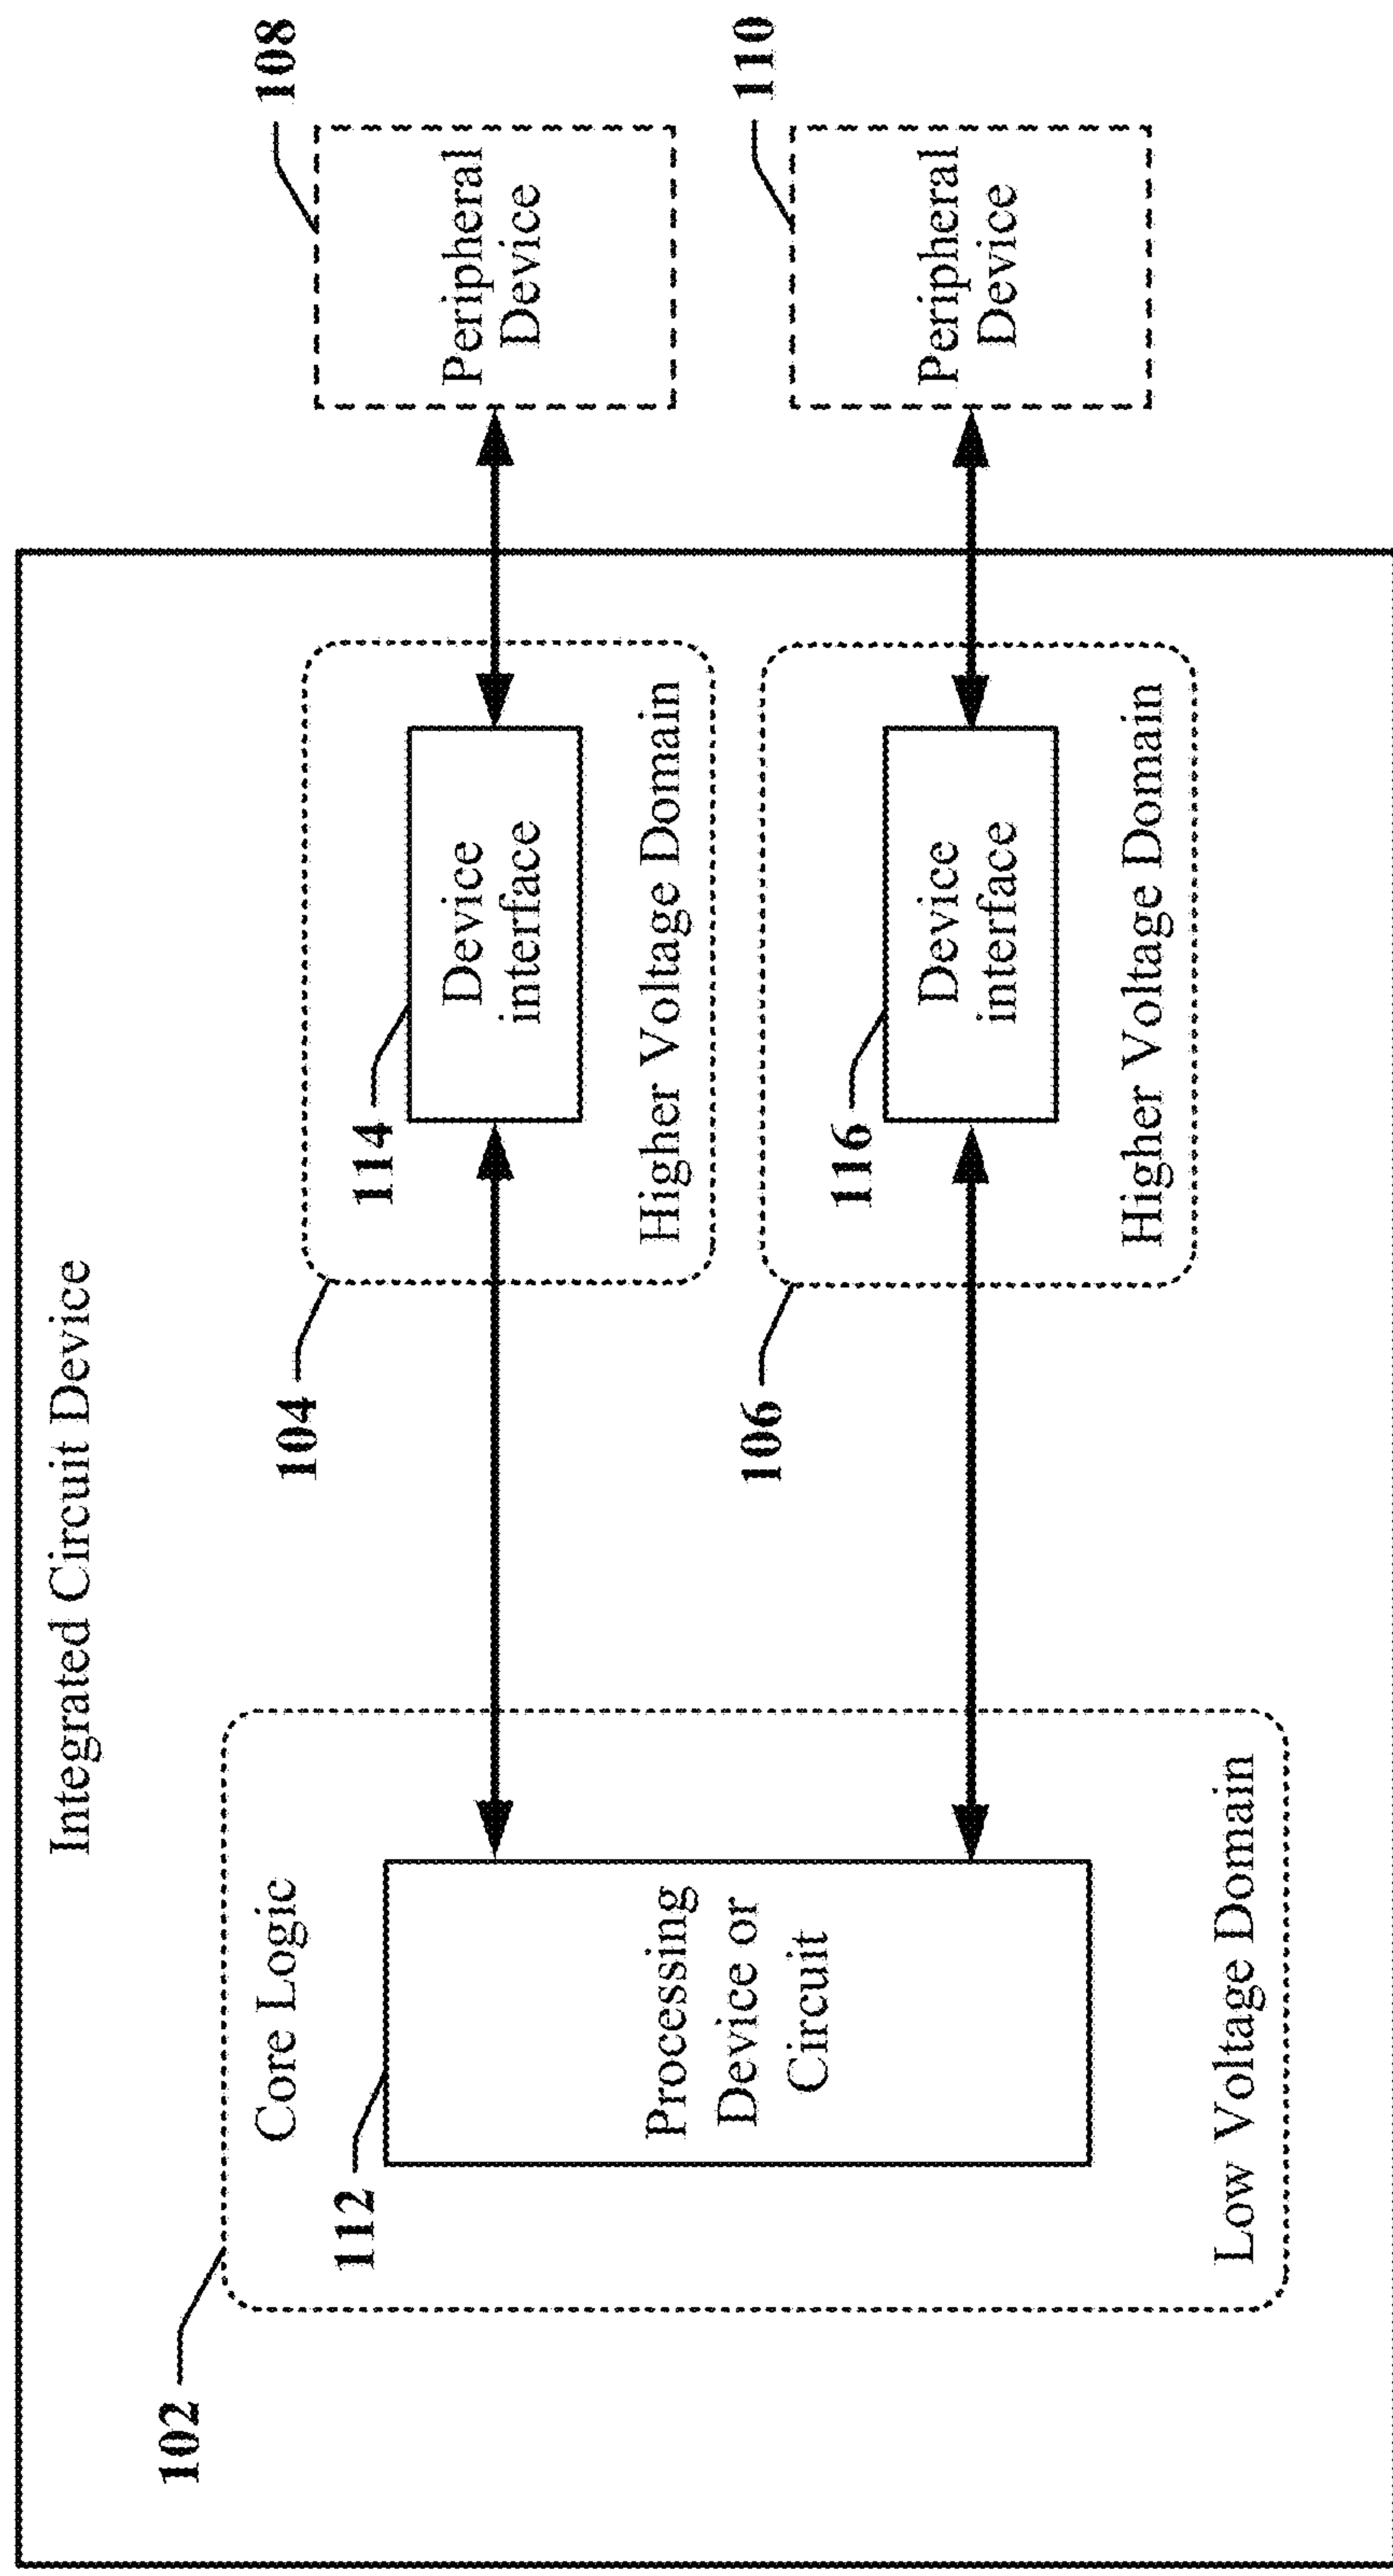 Integrated Circuit Device
102
Core Logic
112
Processing
Device or
Circuit
Low Voltage Domain
104
114
Device
interface
Higher Voltage Domain
106
116
Device
interface
Higher Voltage Domain
108
Peripheral
Device
110
Peripheral
Device